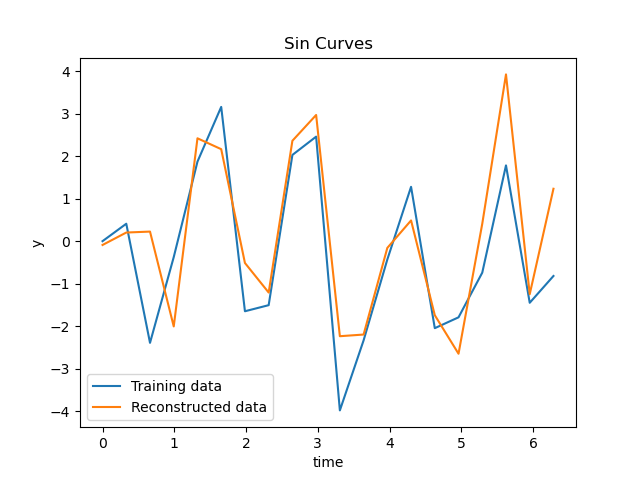 Sin Curves
y
4
3
2
1
0
−1
−2
−3
−4
Training data
Reconstructed data
0 1 2 3 4 5 6
time